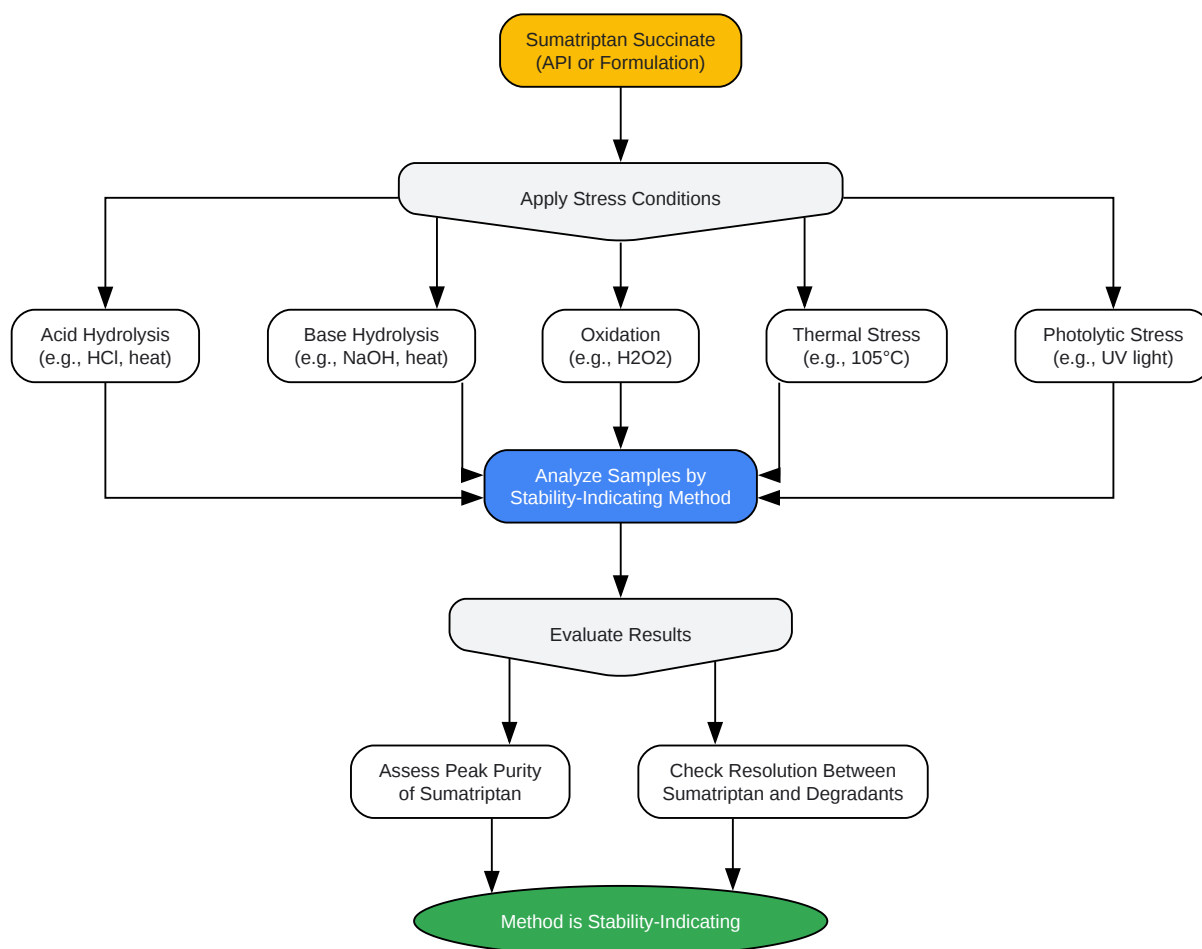 Sumatriptan Succinate
(API or Formulation)
Apply Stress Conditions
Acid Hydrolysis
(e.g., HCl, heat)
Base Hydrolysis
(e.g., NaOH, heat)
Oxidation
(e.g., H2O2)
Thermal Stress
(e.g., 105°C)
Photolytic Stress
(e.g., UV light)
Analyze Samples by
Stability-Indicating Method
Evaluate Results
Assess Peak Purity
of Sumatriptan
Check Resolution Between
Sumatriptan and Degradants
Method is Stability-Indicating